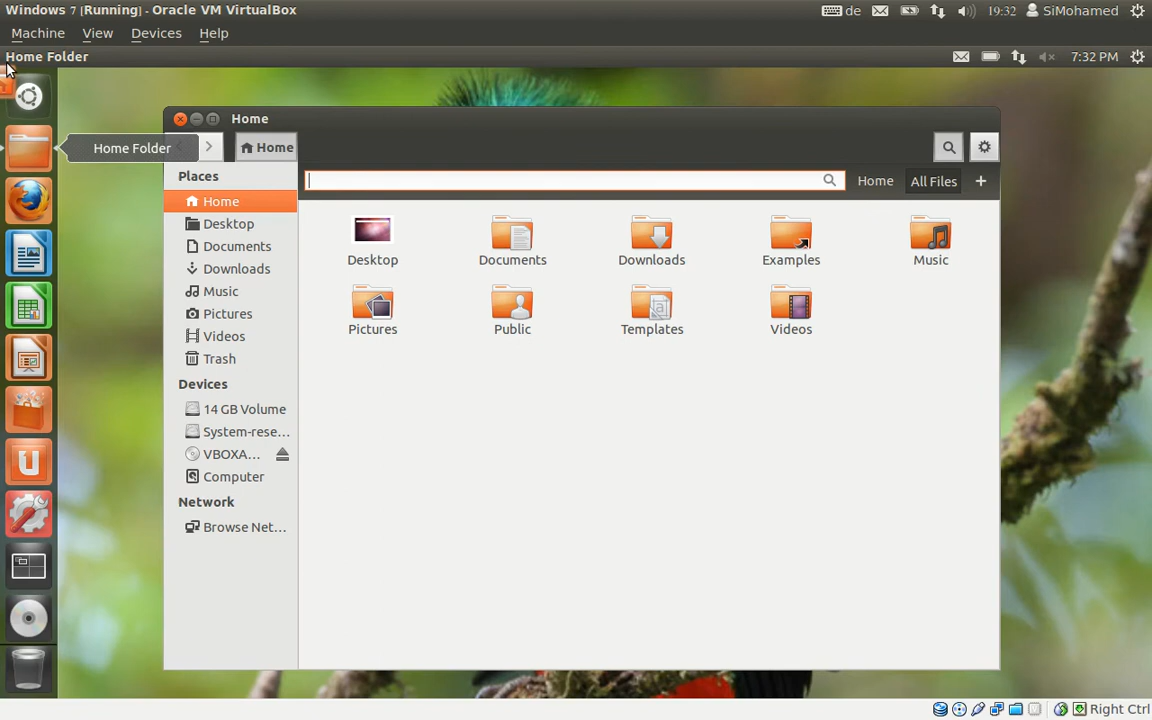 Windows 7 [Running] - Oracle VM VirtualBox
de
19:32
SiMohamed
Machine View Devices Help
Home Folder
7:32 PM
Home
Home Folder
Home
Places
Home
All Files
+
Home
Desktop
Documents
Downloads
Music
Pictures
Videos
Trash
Devices
14 GB Volume
System-rese...
VBOXA...
Computer
Network
Browse Net...
Desktop
Documents
Downloads
Examples
Music
Pictures
Public
Templates
Videos
Right Ctrl